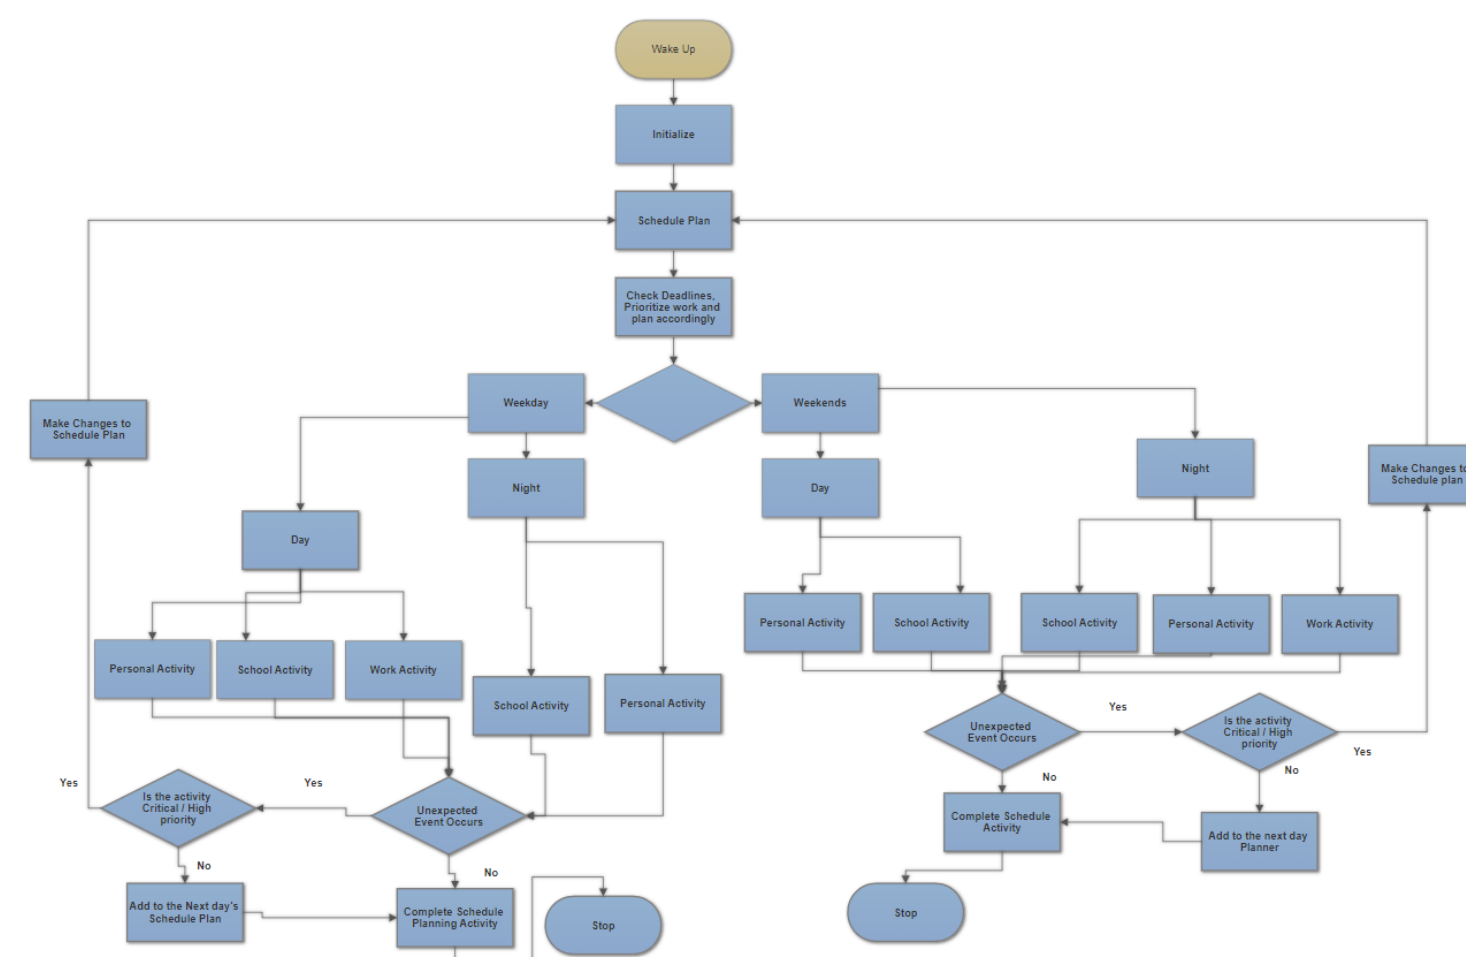 Wake Up
Initialize
Schedule Plan
Check Deadlines,
Prioritize work and
plan accordingly
Weekday
Weekends
Make Changes to
Schedule Plan
Night
Day
Night
Make Changes to
Schedule plan
Day
Personal Activity
School Activity
School Activity
Personal Activity
Work Activity
Personal Activity
School Activity
Work Activity
School Activity
Personal Activity
Unexpected
Event Occurs
Yes
Is the activity
Critical / High
priority
Yes
No
No
Yes
Is the activity
Critical / High
priority
Yes
Unexpected
Event Occurs
Complete Schedule
Activity
Add to the next day
Planner
No
No
Add to the Next day's
Schedule Plan
Complete Schedule
Planning Activity
Stop
Stop